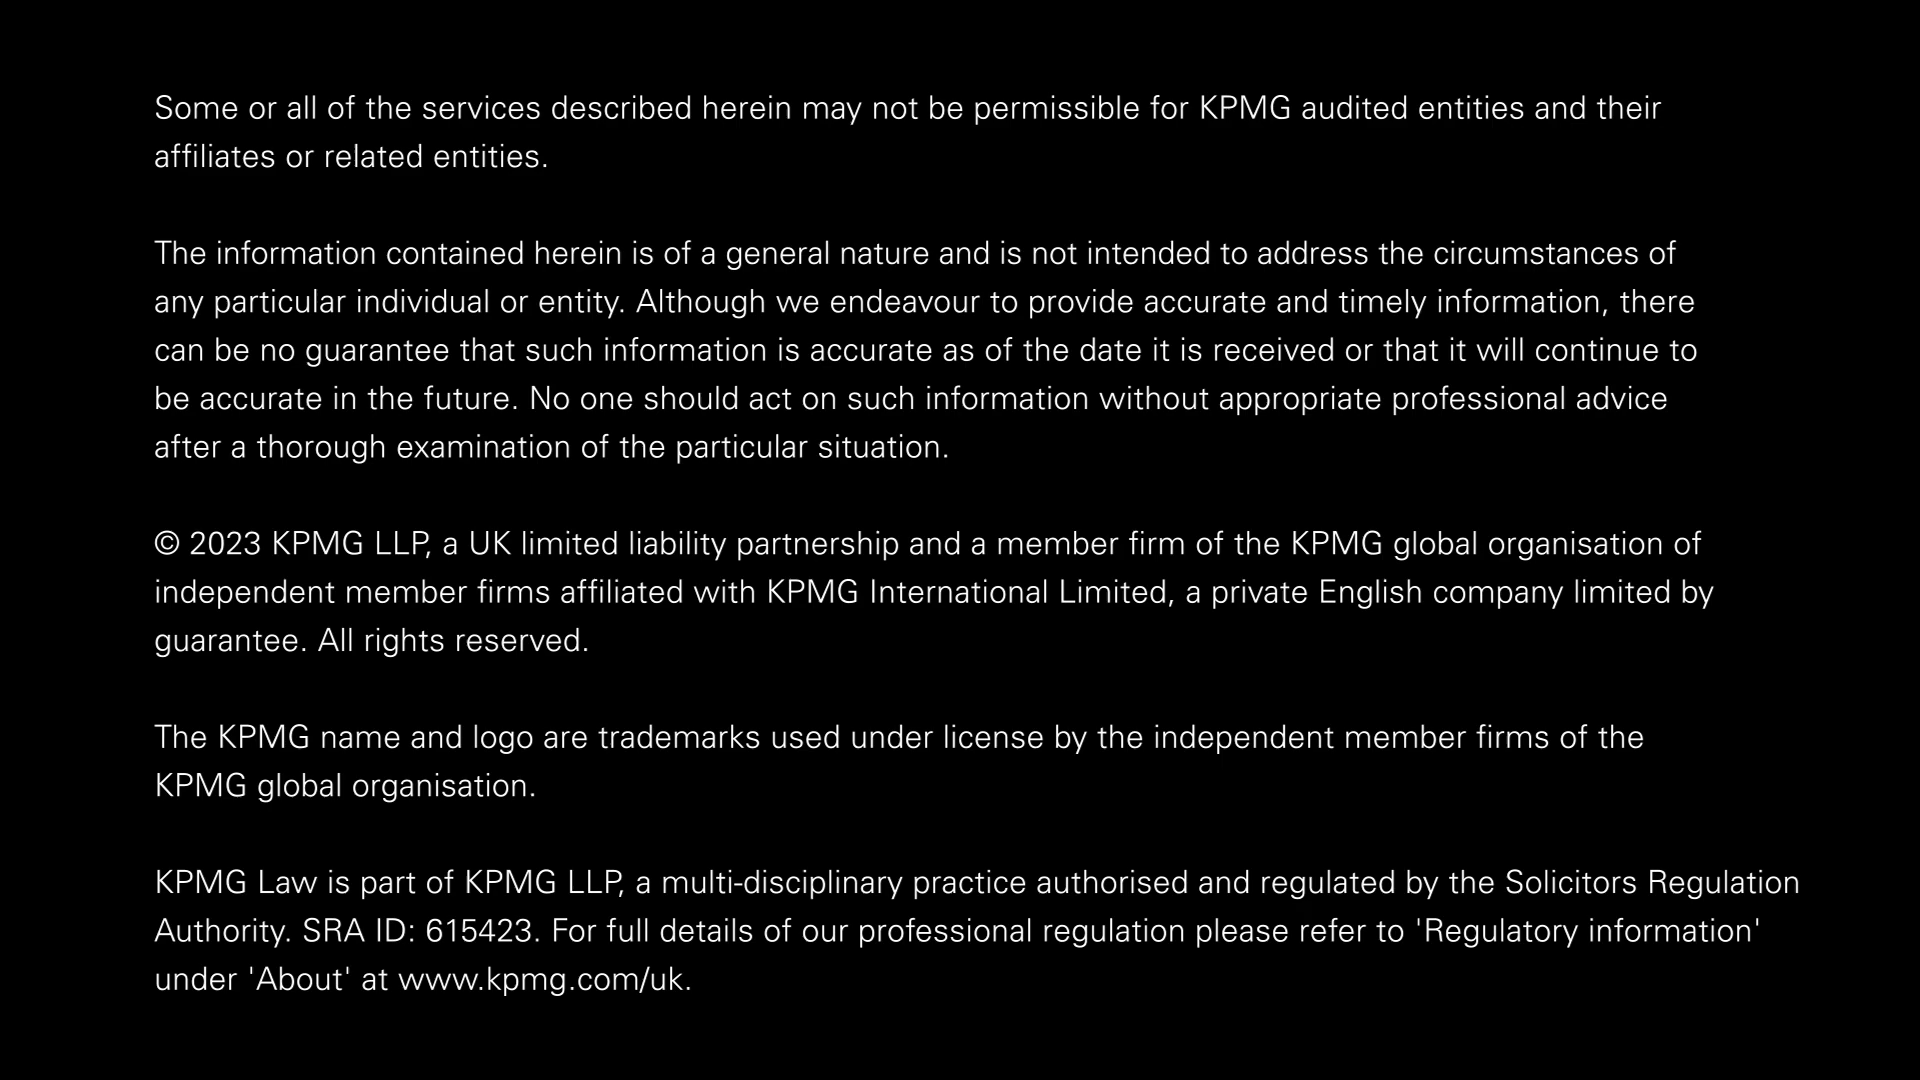 Some or all of the services described herein may not be permissible for KPMG audited entities and their
affiliates or related entities.
The information contained herein is of a general nature and is not intended to address the circumstances of
any particular individual or entity. Although we endeavour to provide accurate and timely information, there
can be no guarantee that such information is accurate as of the date it is received or that it will continue to
be accurate in the future. No one should act on such information without appropriate professional advice
after a thorough examination of the particular situation.
© 2023 KPMG LLP, a UK limited liability partnership and a member firm of the KPMG global organisation of
independent member firms affiliated with KPMG International Limited, a private English company limited by
guarantee. All rights reserved.
The KPMG name and logo are trademarks used under license by the independent member firms of the
KPMG global organisation.
KPMG Law is part of KPMG LLP, a multi-disciplinary practice authorised and regulated by the Solicitors Regulation
Authority. SRA ID: 615423. For full details of our professional regulation please refer to 'Regulatory information'
under 'About' at www.kpmg.com/uk.